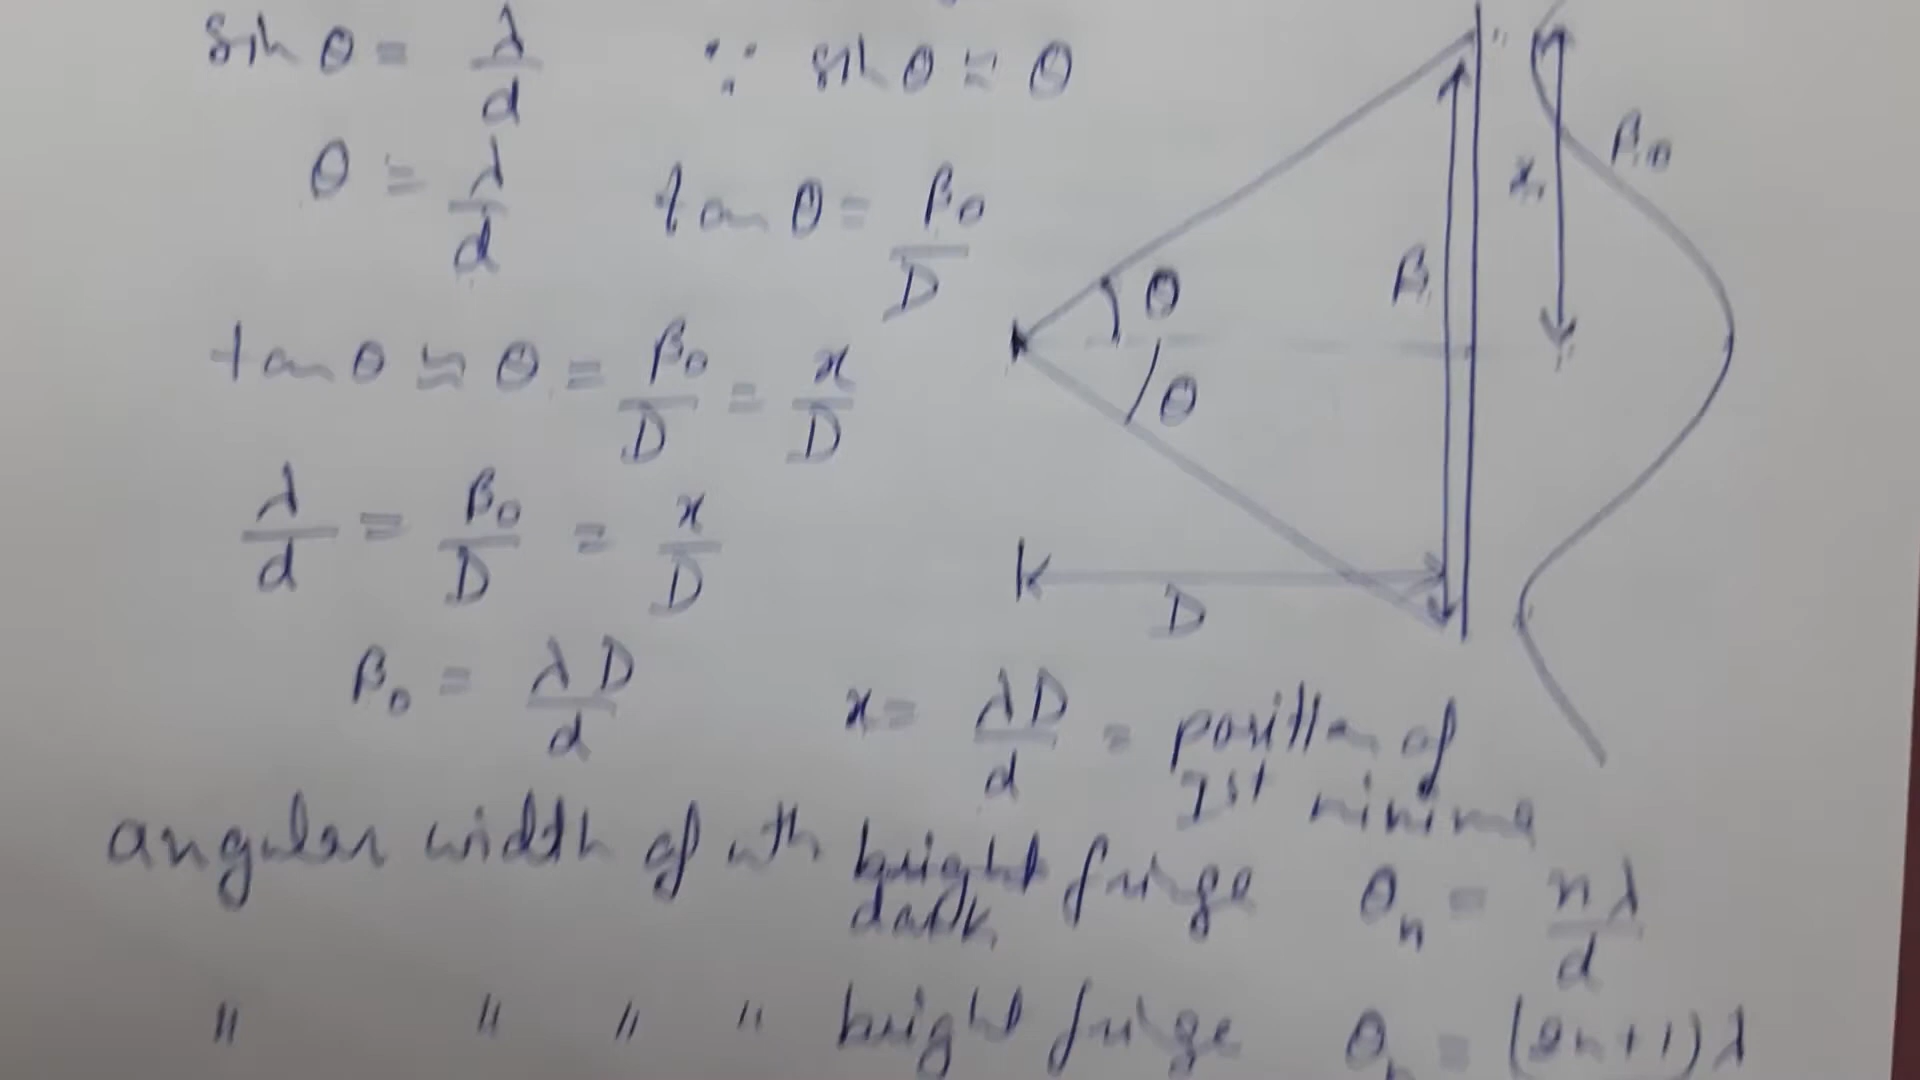 sin θ = λ/d ∵ sin θ ≈ θ
θ = λ/d tan θ = β₀/D
tan θ ≈ θ = β₀/D = x/D
λ/d = β₀/D = x/D
β₀ = λD/d x = λD/d = position of
1st minima
angular width of nth bright fringe θₙ = nλ/d
dark
" " " " bright fringe θₙ = (2n+1)λ
θ
θ
β
x
β₀
D